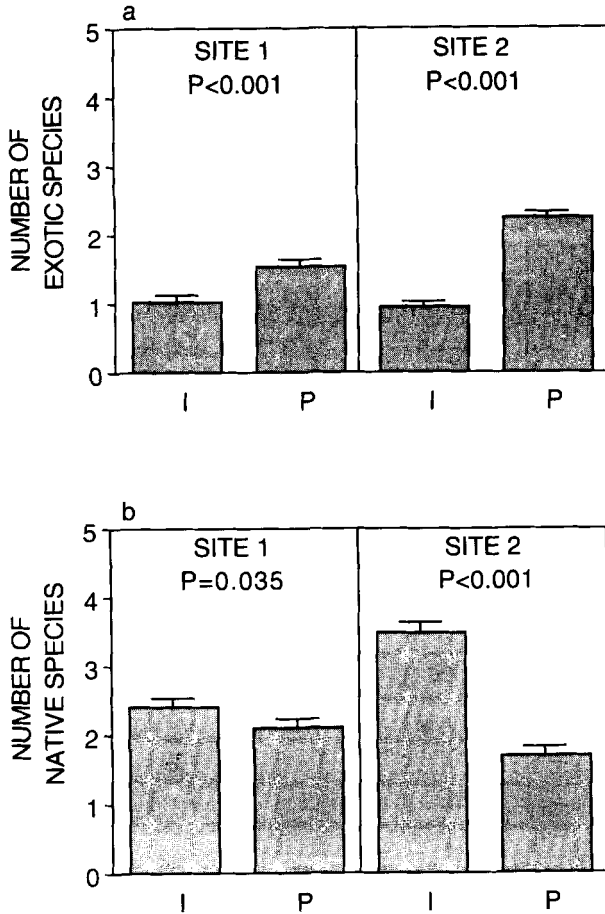 a
NUMBER OF
EXOTIC SPECIES
5
4
3
2
1
0
SITE 1
P<0.001
SITE 2
P<0.001
I
P
I
P
b
NUMBER OF
NATIVE SPECIES
5
4
3
2
1
0
SITE 1
P=0.035
SITE 2
P<0.001
I
P
I
P